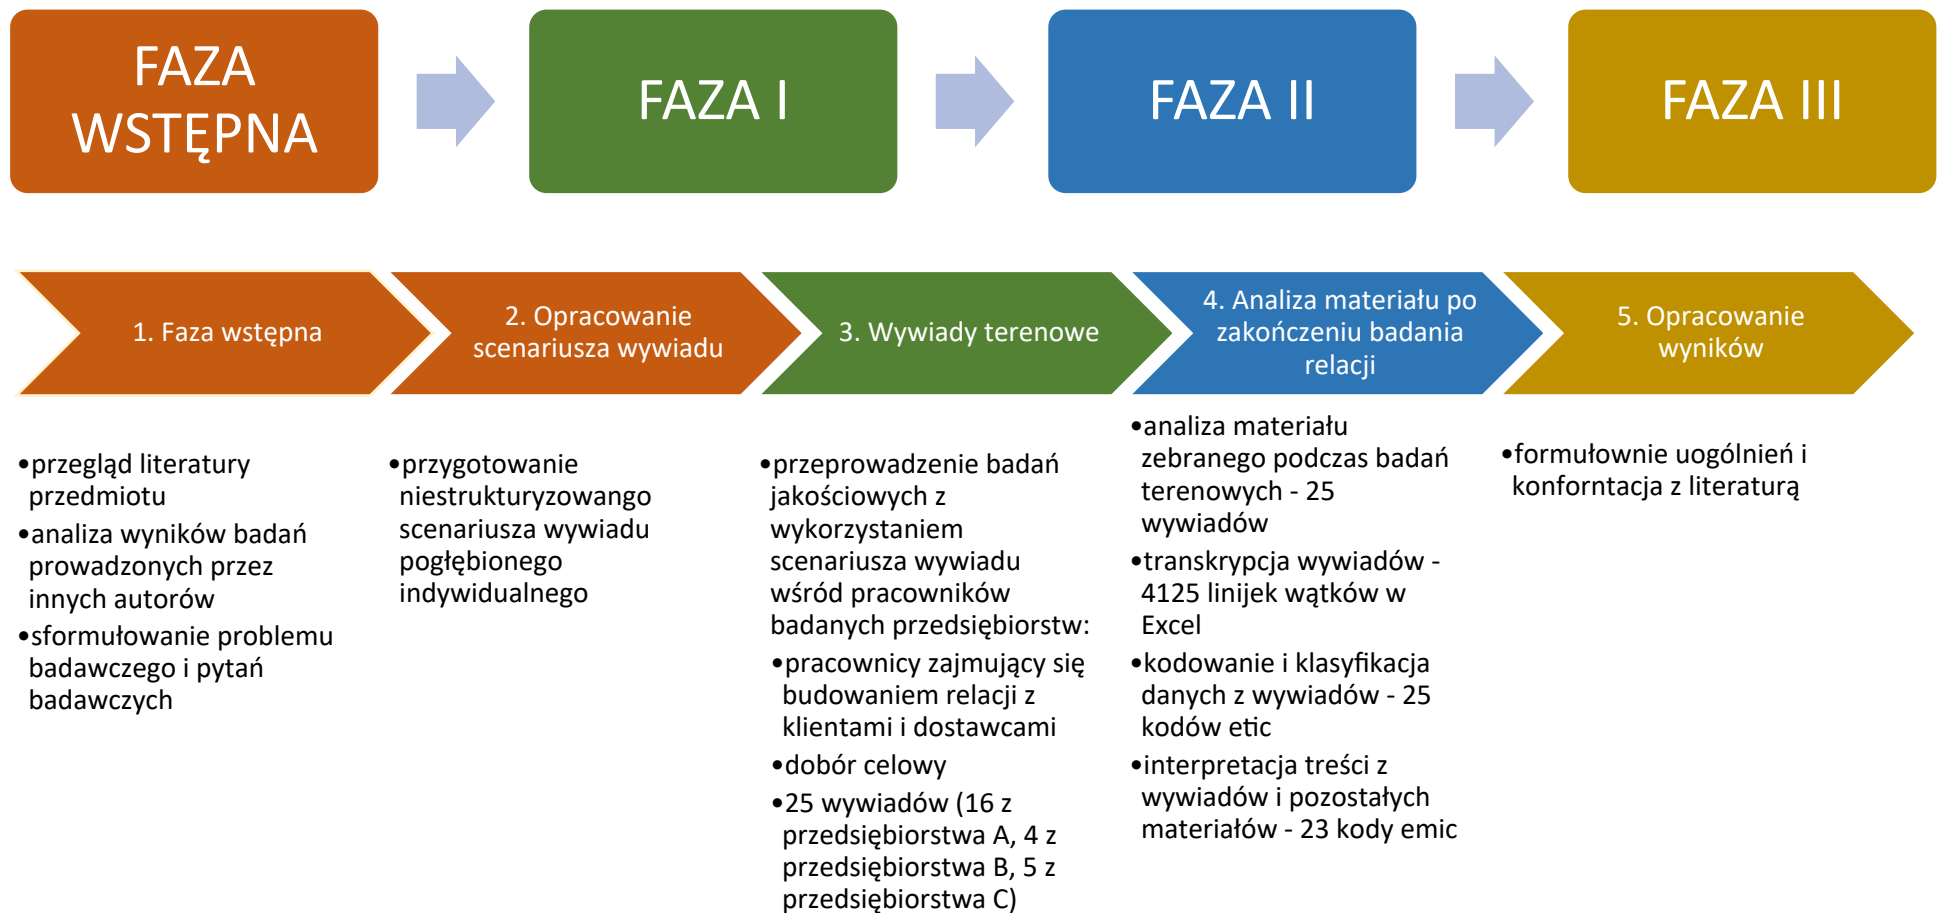 FAZA
WSTĘPNA
FAZA I
FAZA II
FAZA III
1. Faza wstępna
2. Opracowanie
scenariusza wywiadu
3. Wywiady terenowe
4. Analiza materiału po
zakończeniu badania
relacji
5. Opracowanie
wyników
•przegląd literatury
przedmiotu
•analiza wyników badań
prowadzonych przez
innych autorów
•sformułowanie problemu
badawczego i pytań
badawczych
•przygotowanie
niestrukturyzowango
scenariusza wywiadu
pogłębionego
indywidualnego
•przeprowadzenie badań
jakościowych z
wykorzystaniem
scenariusza wywiadu
wśród pracowników
badanych przedsiębiorstw:
•pracownicy zajmujący się
budowaniem relacji z
klientami i dostawcami
•dobór celowy
•25 wywiadów (16 z
przedsiębiorstwa A, 4 z
przedsiębiorstwa B, 5 z
przedsiębiorstwa C)
•analiza materiału
zebranego podczas badań
terenowych - 25
wywiadów
•transkrypcja wywiadów -
4125 linijek wątków w
Excel
•kodowanie i klasyfikacja
danych z wywiadów - 25
kodów etic
•interpretacja treści z
wywiadów i pozostałych
materiałów - 23 kody emic
•formułownie uogólnień i
konforntacja z literaturą